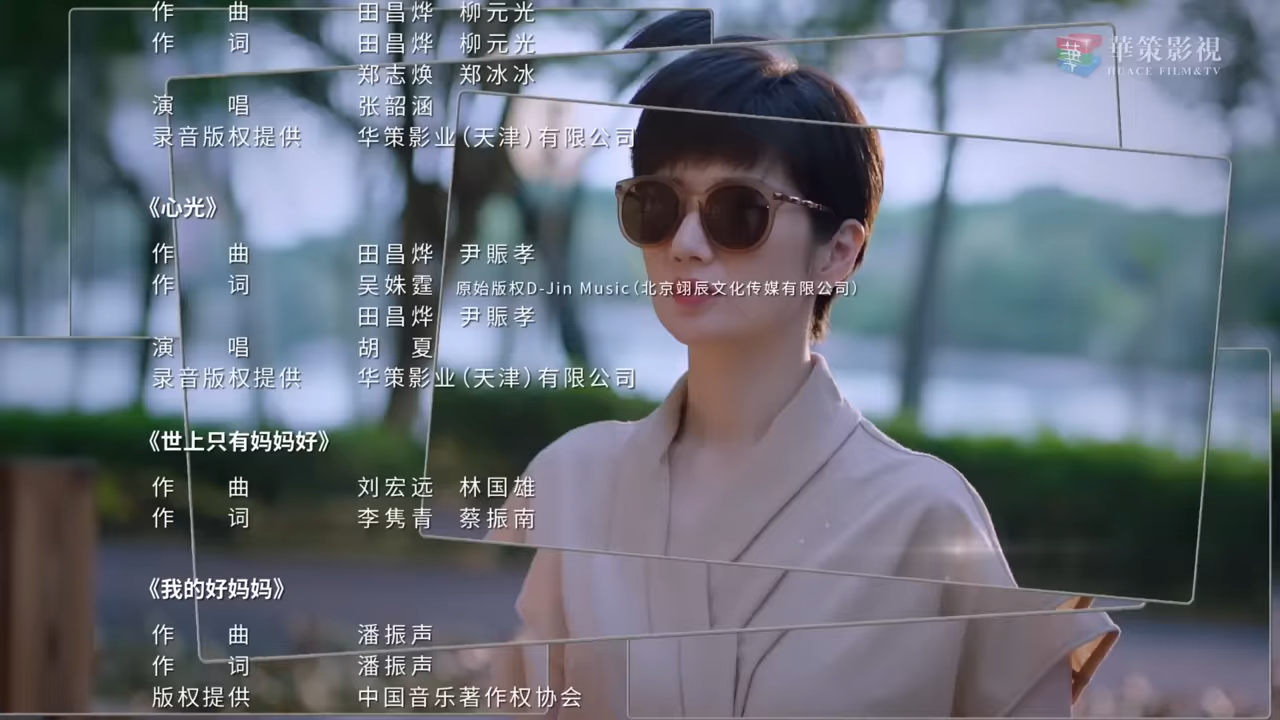 作曲 田昌烨 柳元光
作词 田昌烨 柳元光
郑志焕 郑冰冰
演唱 张韶涵
录音版权提供 华策影业(天津)有限公司
《心光》
作曲 田昌烨 尹赈孝
作词 吴姝霆 原始版权D-Jin Music(北京翊辰文化传媒有限公司)
田昌烨 尹赈孝
演唱 胡夏
录音版权提供 华策影业(天津)有限公司
《世上只有妈妈好》
作曲 刘宏远 林国雄
作词 李隽青 蔡振南
《我的好妈妈》
作曲 潘振声
作词 潘振声
版权提供 中国音乐著作权协会
華
華策影視
HUACE FILM&TV